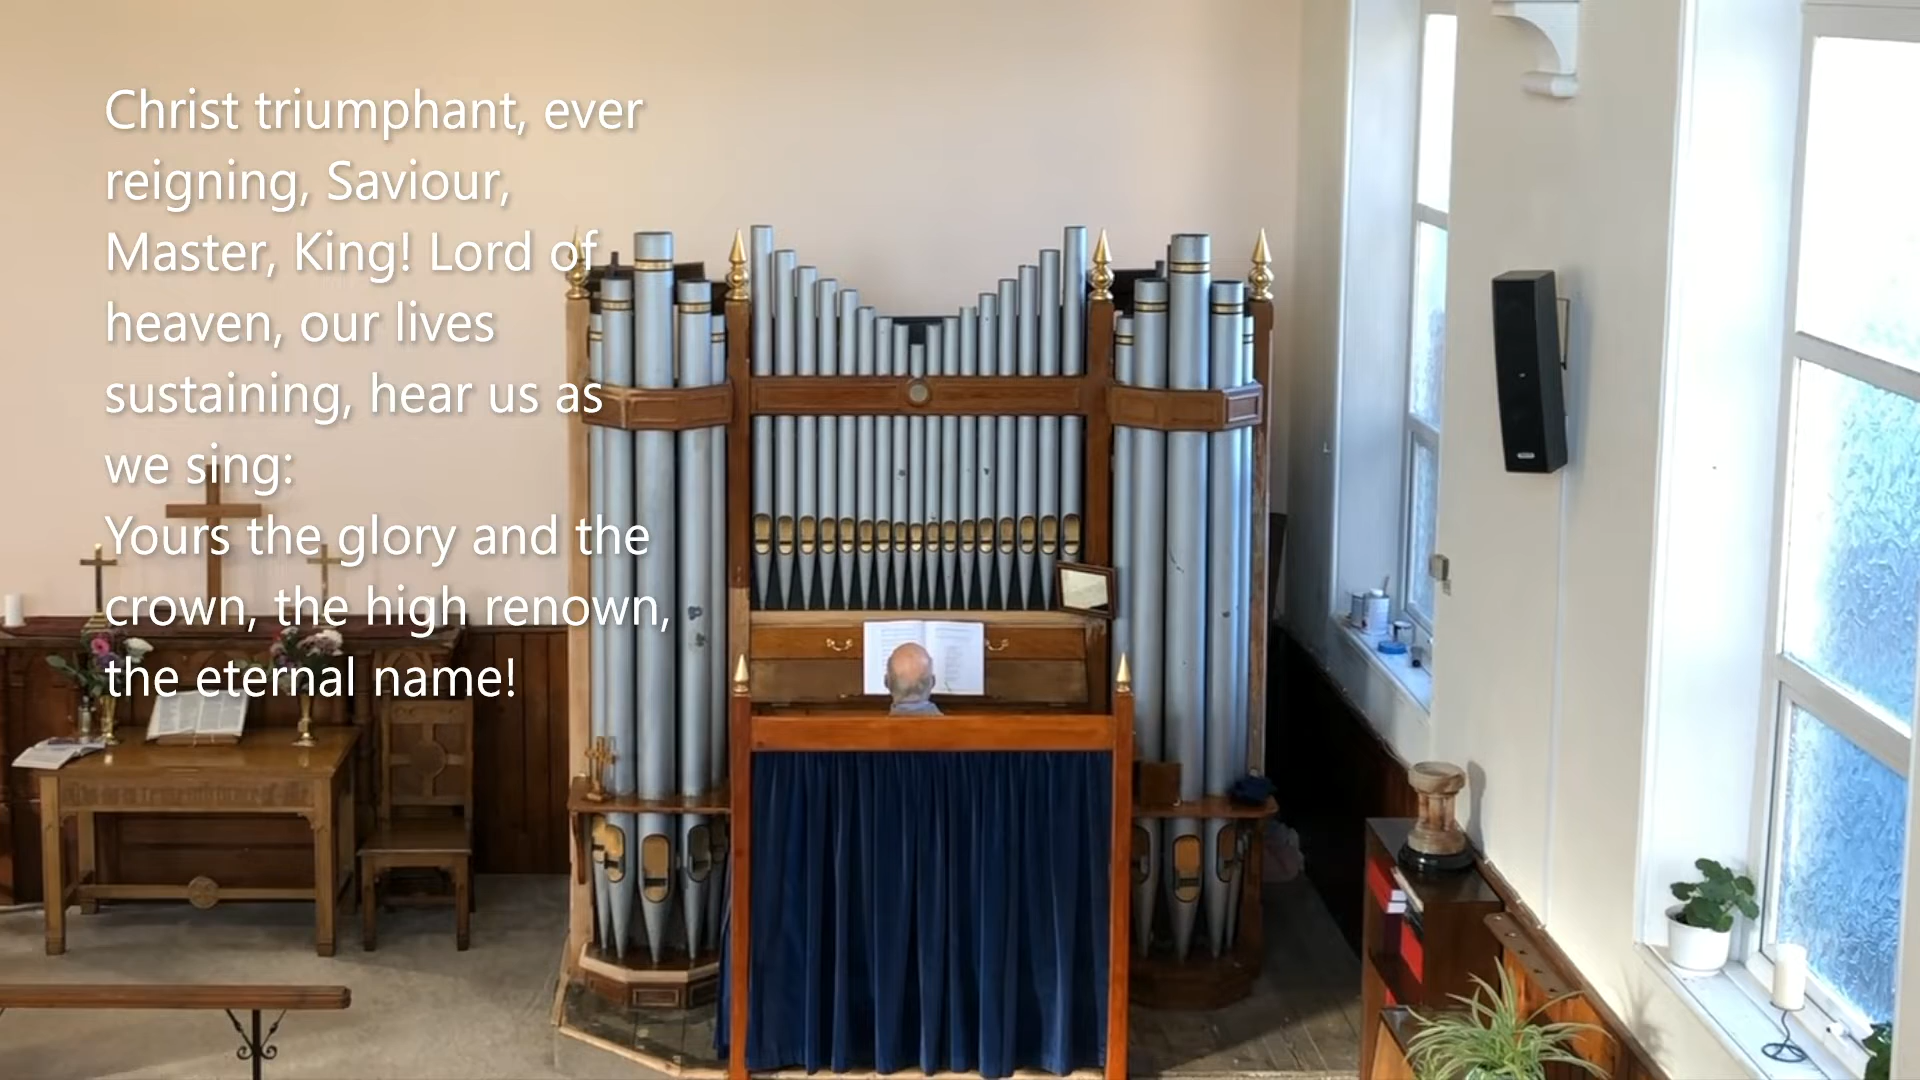 Christ triumphant, ever
reigning, Saviour,
Master, King! Lord of
heaven, our lives
sustaining, hear us as
we sing:
Yours the glory and the
crown, the high renown,
the eternal name!